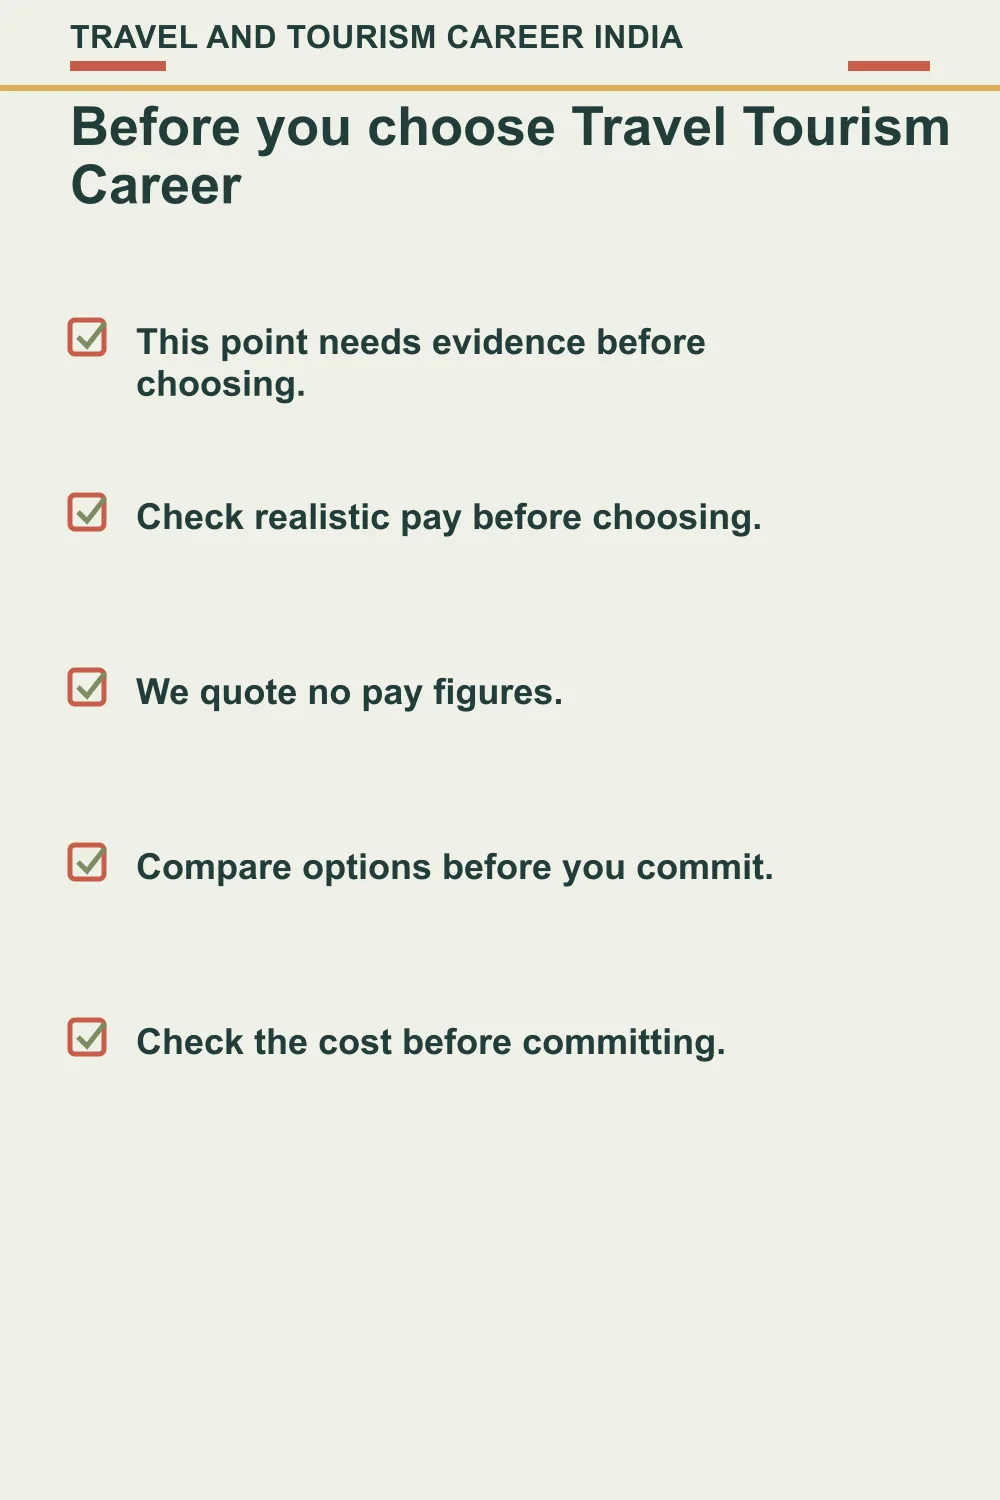 TRAVEL AND TOURISM CAREER INDIA
Before you choose Travel Tourism
Career
This point needs evidence before
choosing.
Check realistic pay before choosing.
We quote no pay figures.
Compare options before you commit.
Check the cost before committing.